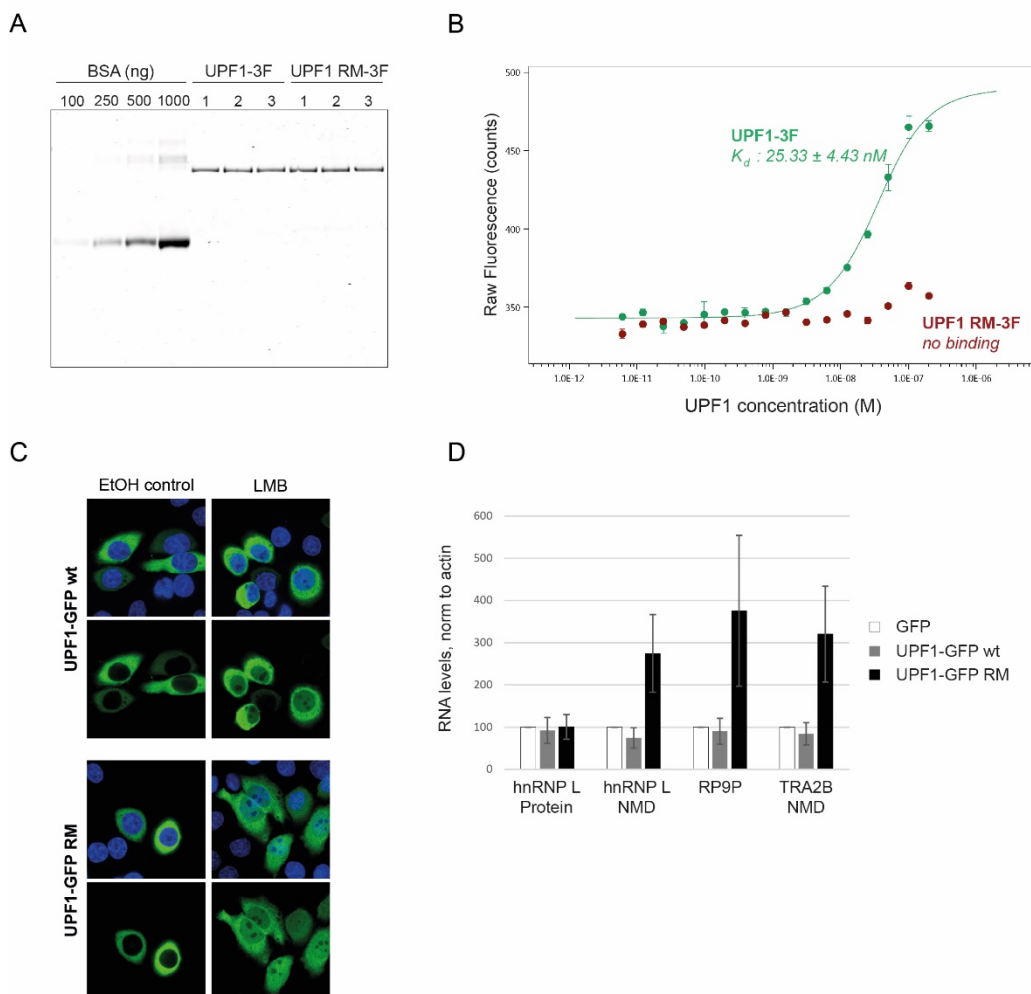 A
BSA (ng) UPF1-3F UPF1 RM-3F
100 250 500 1000 1 2 3 1 2 3
B
Raw Fluorescence (counts)
500
450
400
350
UPF1-3F
Kd : 25.33 ± 4.43 nM
UPF1 RM-3F
no binding
1.0E-12 1.0E-11 1.0E-10 1.0E-09 1.0E-08 1.0E-07 1.0E-06
UPF1 concentration (M)
C
EtOH control LMB
UPF1-GFP wt
UPF1-GFP RM
D
RNA levels, norm to actin
600
500
400
300
200
100
00
GFP
UPF1-GFP wt
UPF1-GFP RM
hnRNP L Protein
hnRNP L NMD
RP9P
TRA2B NMD